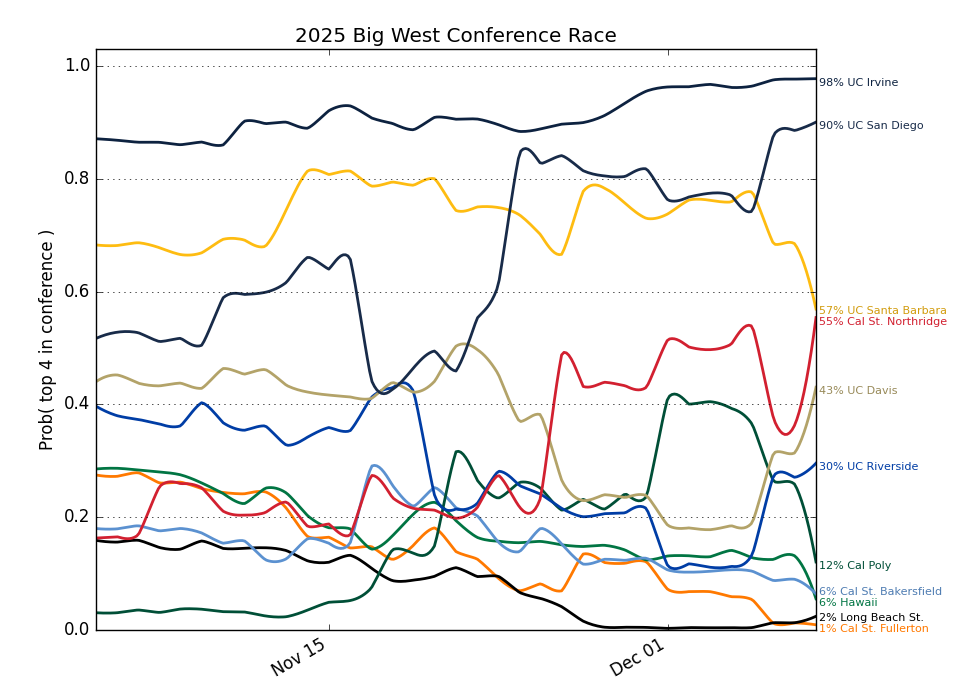 2025 Big West Conference Race
Prob( top 4 in conference )
1.0
0.8
0.6
0.4
0.2
0.0
Nov 15
Dec 01
98% UC Irvine
90% UC San Diego
57% UC Santa Barbara
55% Cal St. Northridge
43% UC Davis
30% UC Riverside
12% Cal Poly
6% Cal St. Bakersfield
6% Hawaii
2% Long Beach St.
1% Cal St. Fullerton